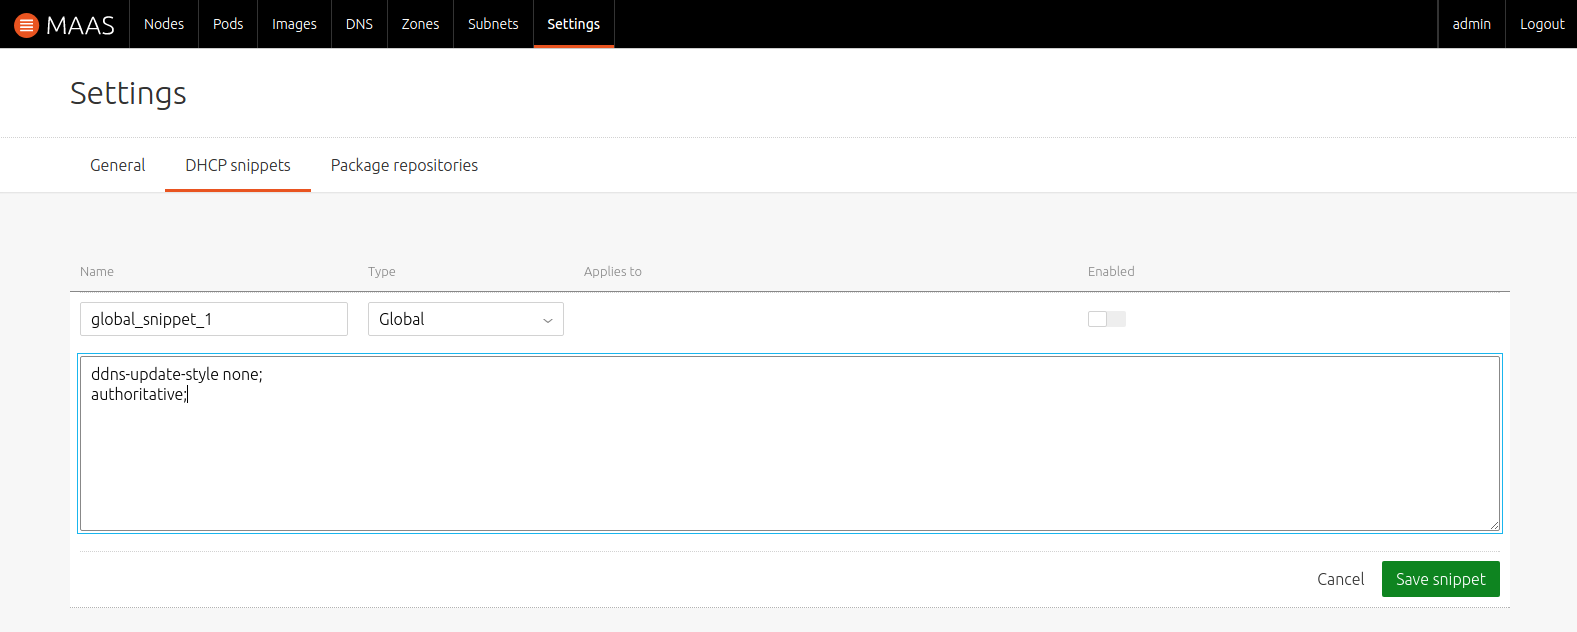 MAAS Nodes Pods Images DNS Zones Subnets Settings admin Logout
Settings
General DHCP snippets Package repositories
Name Type Applies to Enabled
global_snippet_1 Global
ddns-update-style none;
authoritative;
Cancel Save snippet